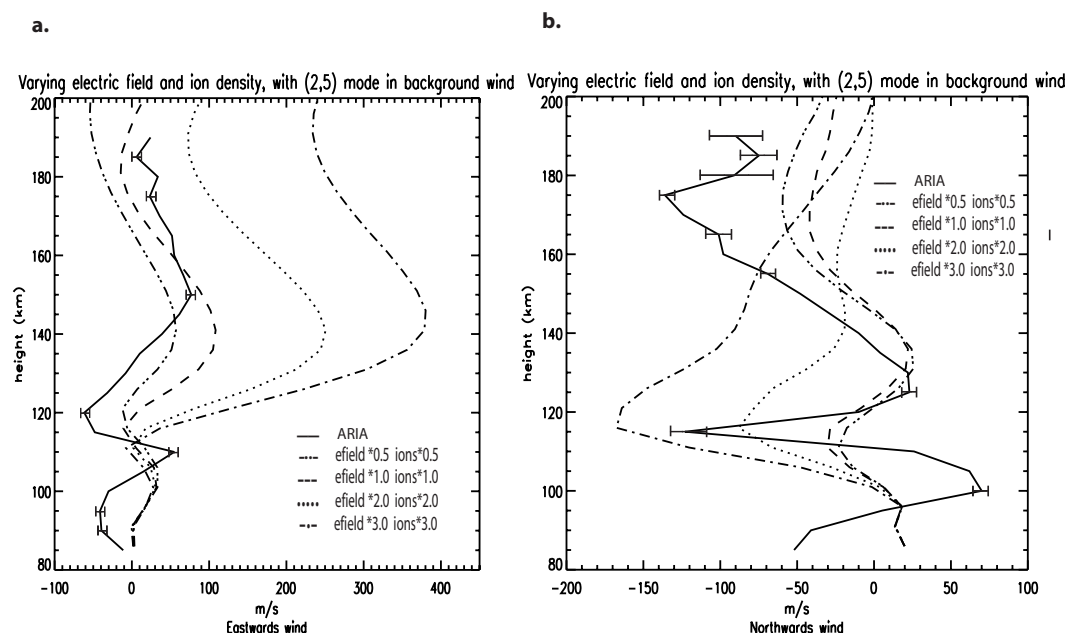 a.
Varying electric field and ion density, with (2,5) mode in background wind
200
180
160
140
120
100
80
height (km)
-100 0 100 200 300 400
m/s
Eastwards wind
ARIA
efield *0.5 ions*0.5
efield *1.0 ions*1.0
efield *2.0 ions*2.0
efield *3.0 ions*3.0
b.
Varying electric field and ion density, with (2,5) mode in background wind
200
180
160
140
120
100
80
height (km)
-200 -150 -100 -50 0 50 100
m/s
Northwards wind
ARIA
efield *0.5 ions*0.5
efield *1.0 ions*1.0
efield *2.0 ions*2.0
efield *3.0 ions*3.0